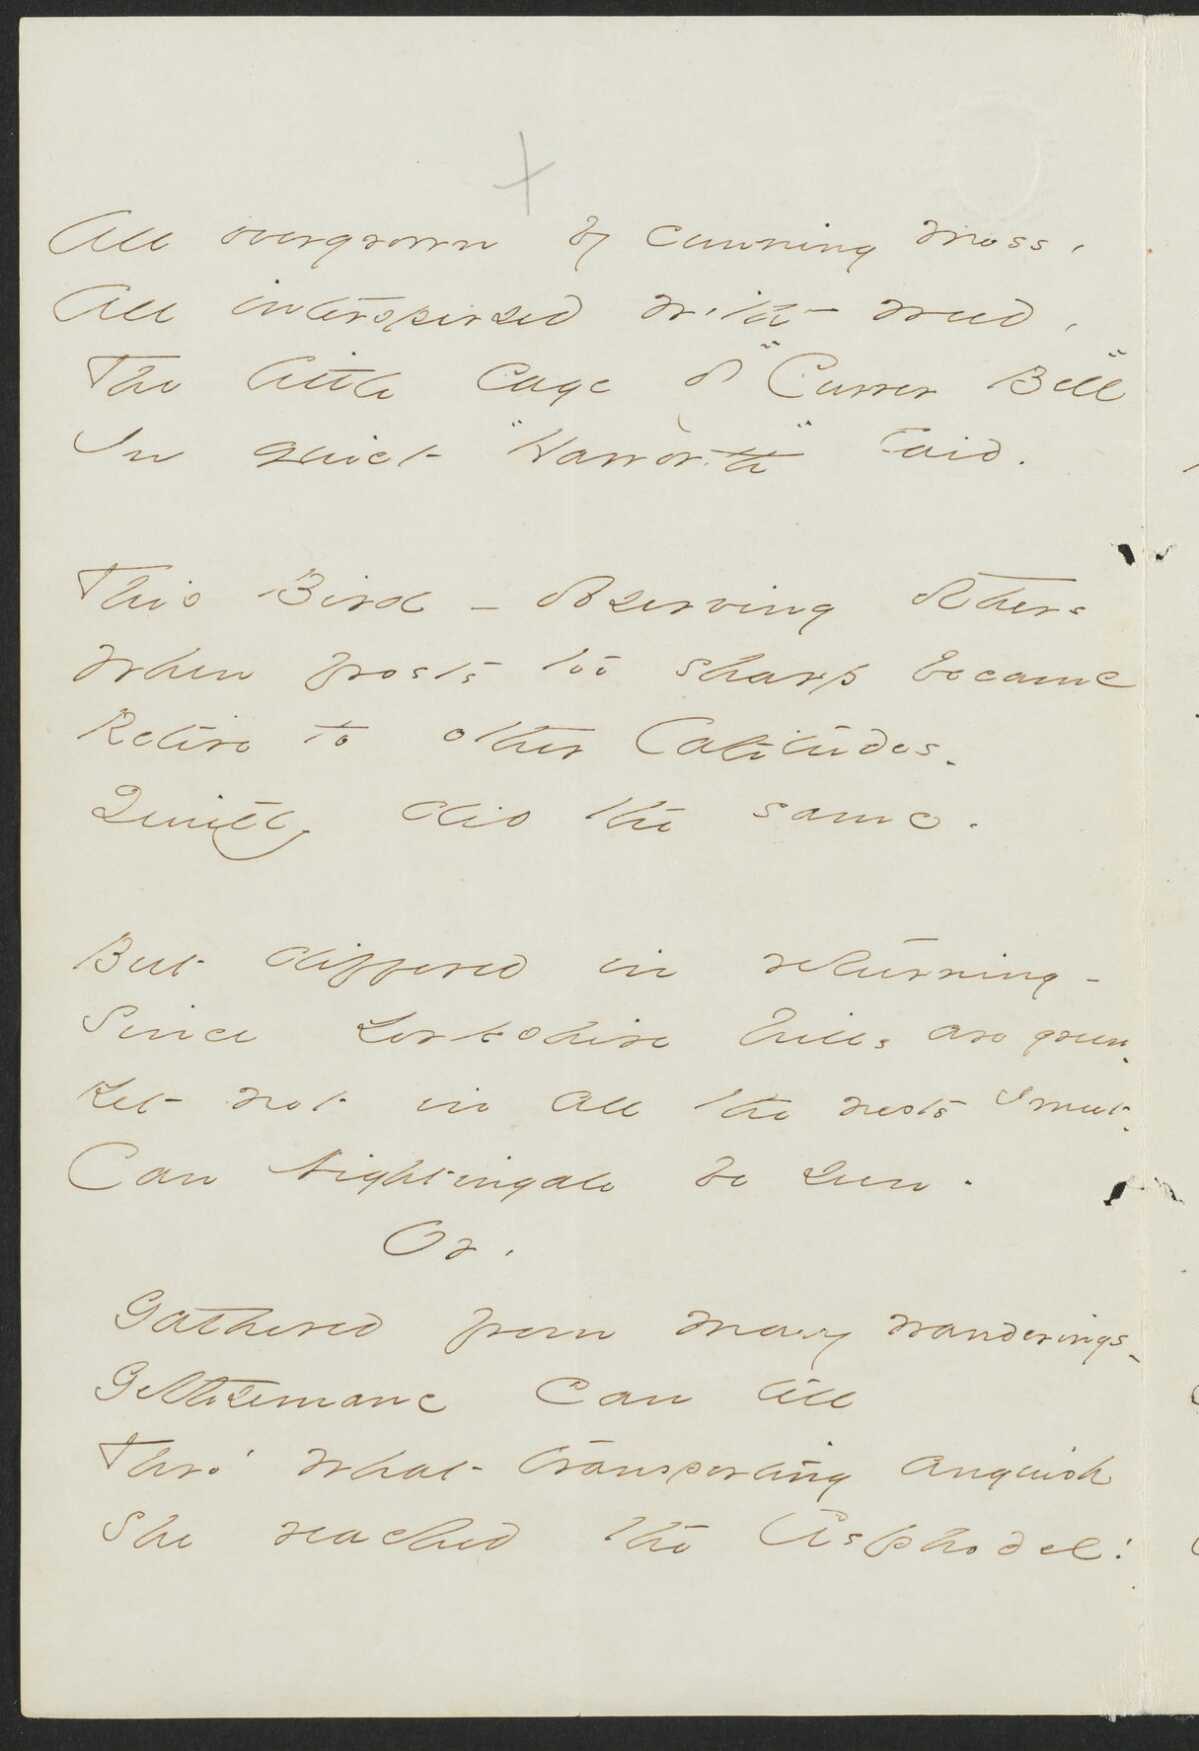 All overgrown by cunning moss,
All interspersed with weed,
The little cage of "Currer Bell"
In quiet "Haworth" laid.
This Bird - observing others
When frosts too sharp became
Retire to other latitudes -
Quietly did the same -
But differed in returning -
Since Yorkshire hills are green -
Yet not in all the nests I meet -
Can Nightingale be seen -
Or -
Gathered from many wanderings -
Gethsemane can tell
Thro' what transporting anguish
She reached the Asphodel!